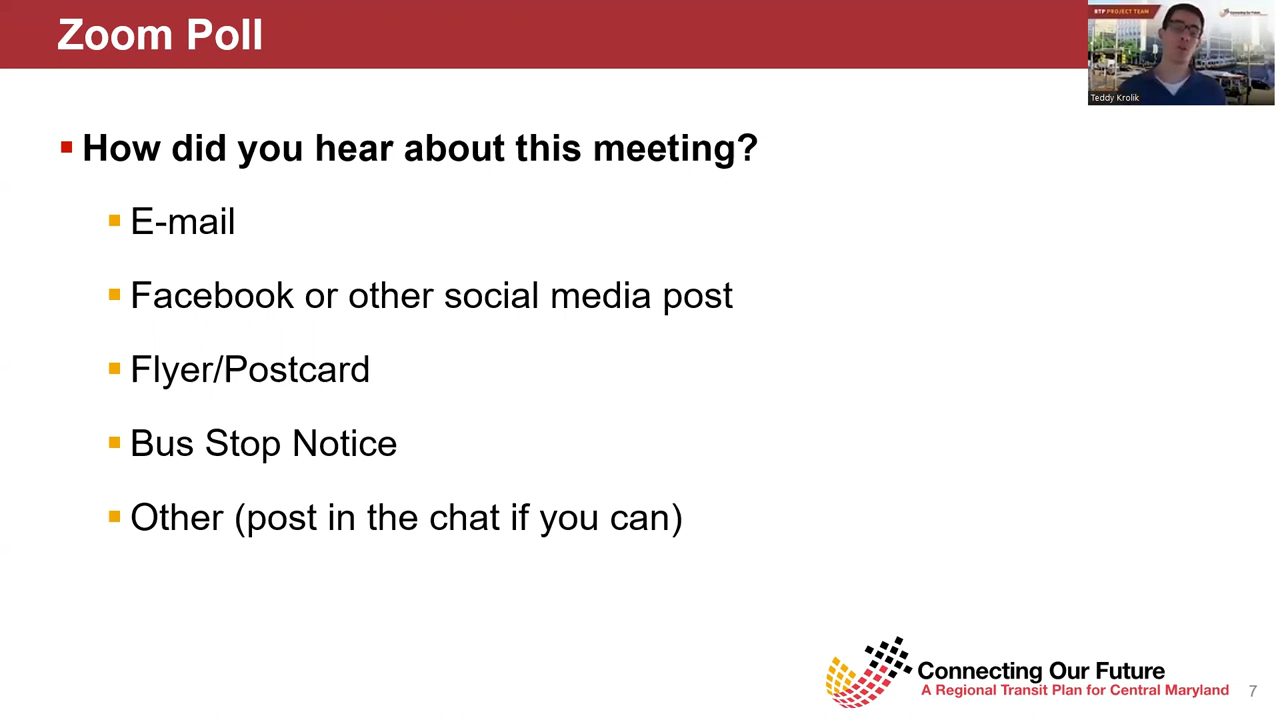 Zoom Poll
RTP PROJECT TEAM
Teddy Krolik
How did you hear about this meeting?
E-mail
Facebook or other social media post
Flyer/Postcard
Bus Stop Notice
Other (post in the chat if you can)
Connecting Our Future
A Regional Transit Plan for Central Maryland
7